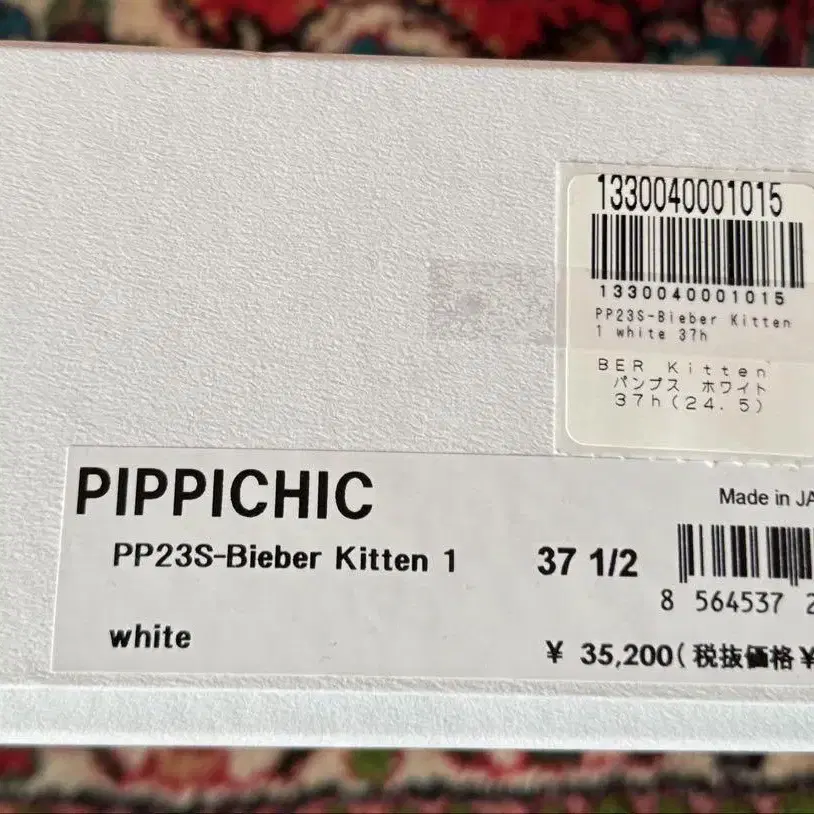 1330040001015
1330040001015
PP23S-Bieber Kitten
1 white 37h
BER Kitten
パンプス ホワイト
37h(24.5)
PIPPICHIC
Made in JA
PP23S-Bieber Kitten 1
37 1/2
8 564537 2
white
¥ 35,200(税抜価格¥